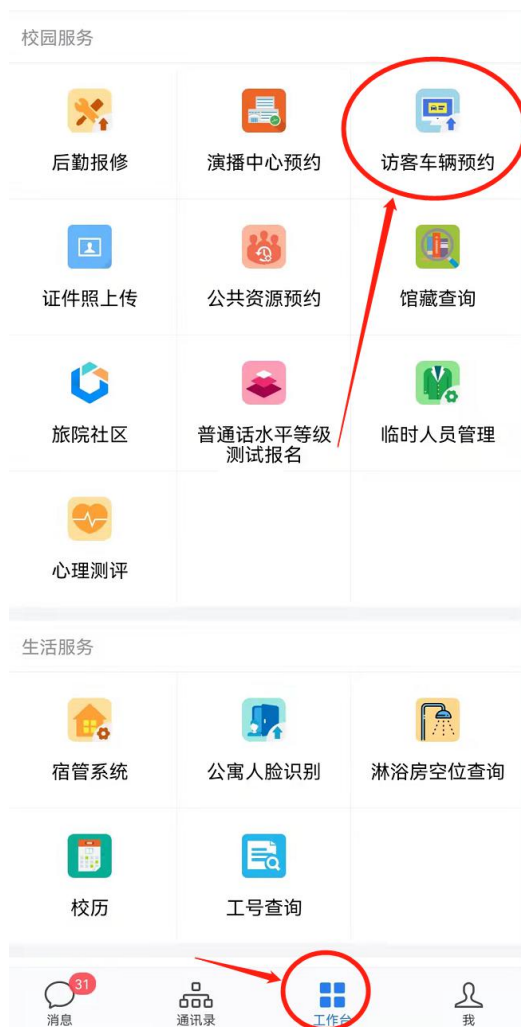 校园服务
后勤报修
演播中心预约
访客车辆预约
证件照上传
公共资源预约
馆藏查询
旅院社区
普通话水平等级
测试报名
临时人员管理
心理测评
生活服务
宿管系统
公寓人脸识别
淋浴房空位查询
校历
工号查询
31
消息
通讯录
工作台
我